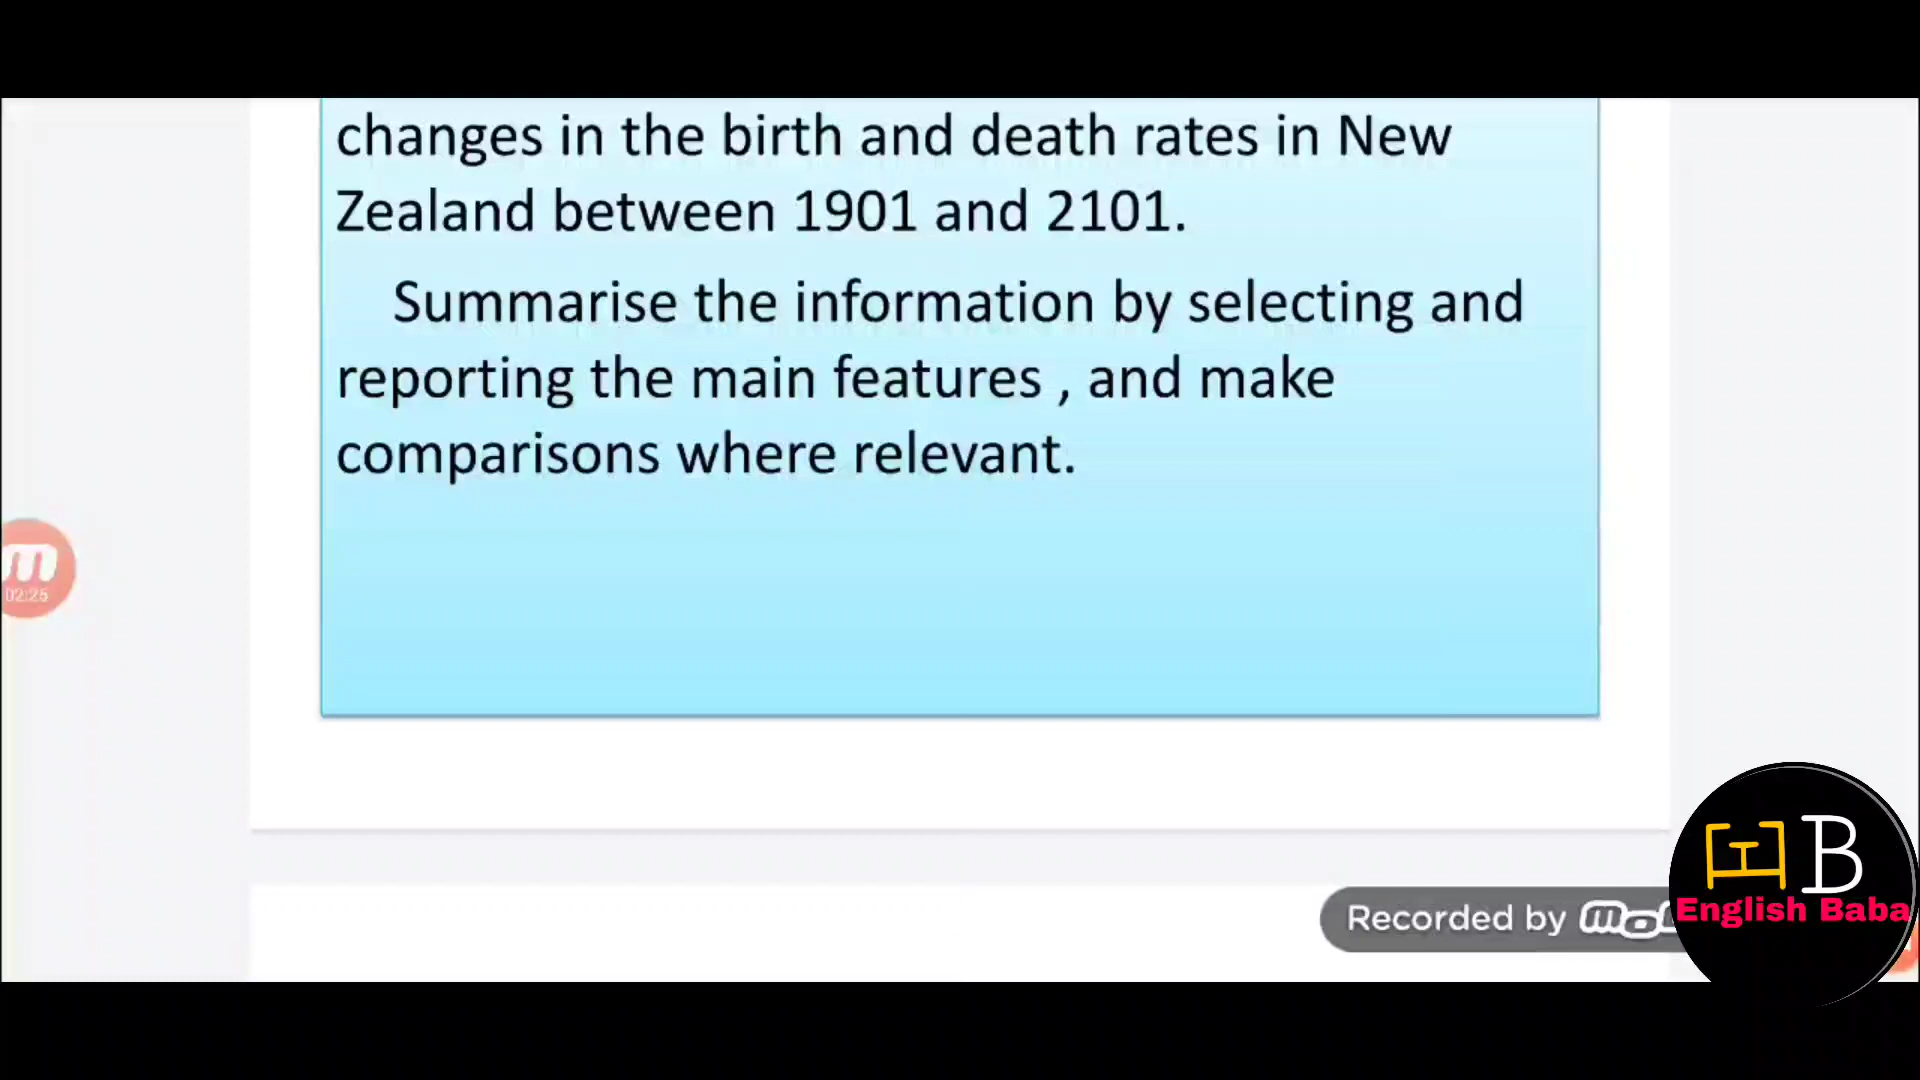 changes in the birth and death rates in New
Zealand between 1901 and 2101.
Summarise the information by selecting and
reporting the main features , and make
comparisons where relevant.
m
02:25
EB
English Baba
Recorded by